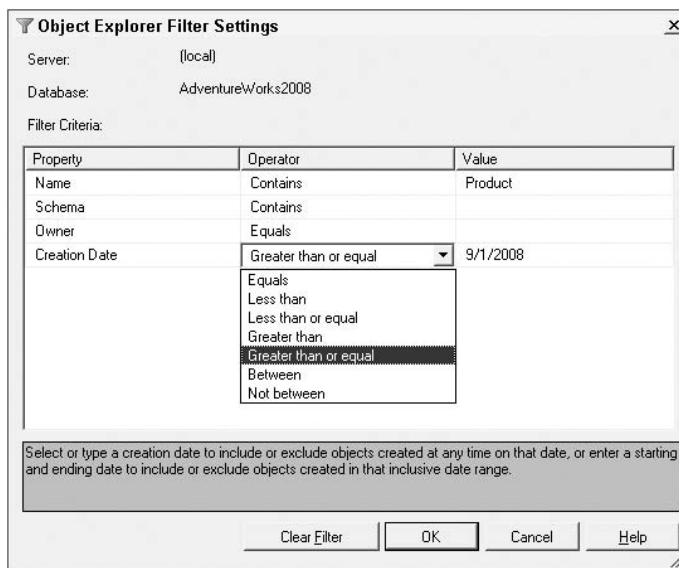 Object Explorer Filter Settings
Server: (local)
Database: AdventureWorks2008
Filter Criteria:
Property Operator Value
Name Contains Product
Schema Contains
Owner Equals
Creation Date Greater than or equal 9/1/2008
Equals
Less than
Less than or equal
Greater than
Greater than or equal
Between
Not between
Select or type a creation date to include or exclude objects created at any time on that date, or enter a starting
and ending date to include or exclude objects created in that inclusive date range.
Clear Filter OK Cancel Help